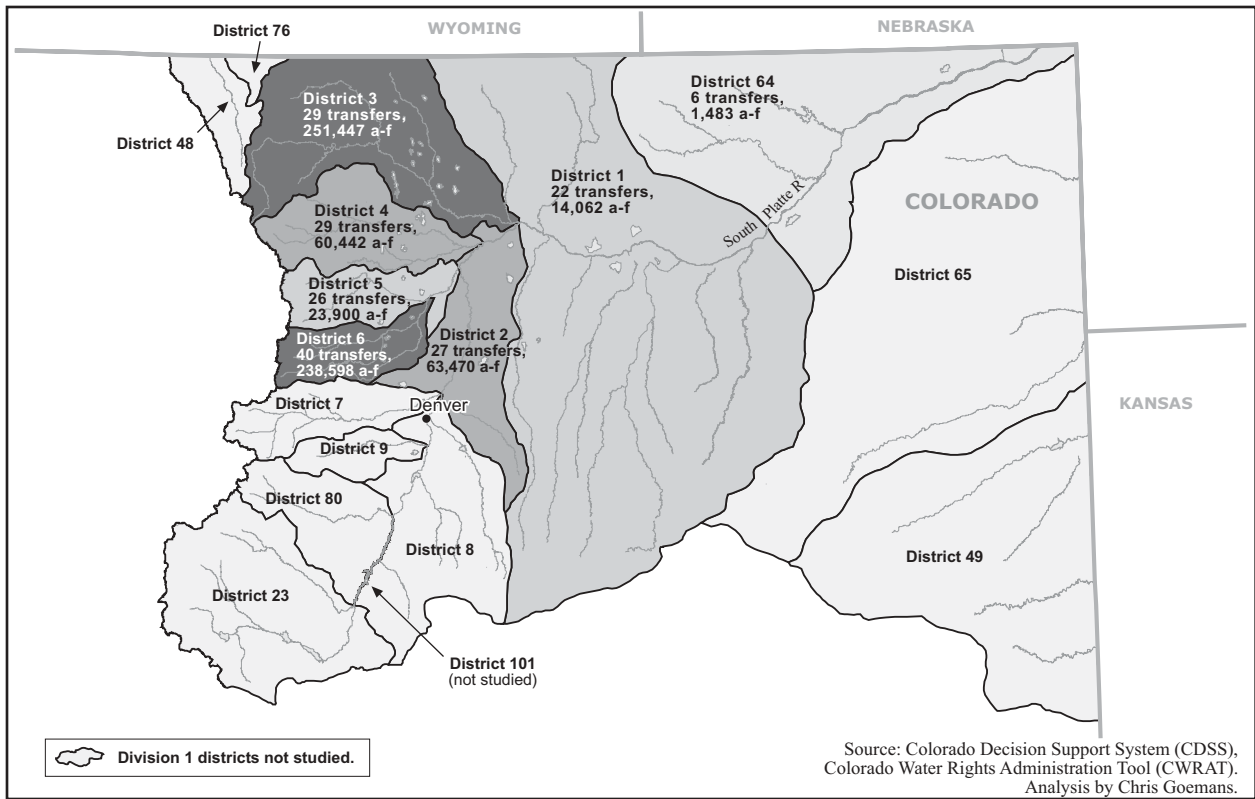 WYOMING
NEBRASKA
District 76
District 48
District 3
29 transfers,
251,447 a-f
District 64
6 transfers,
1,483 a-f
District 1
22 transfers,
14,062 a-f
South Platte R
COLORADO
District 4
29 transfers,
60,442 a-f
District 65
District 5
26 transfers,
23,900 a-f
District 6
40 transfers,
238,598 a-f
District 2
27 transfers,
63,470 a-f
KANSAS
District 7
Denver
District 9
District 80
District 8
District 49
District 23
District 101
(not studied)
Division 1 districts not studied.
Source: Colorado Decision Support System (CDSS),
Colorado Water Rights Administration Tool (CWRAT).
Analysis by Chris Goemans.